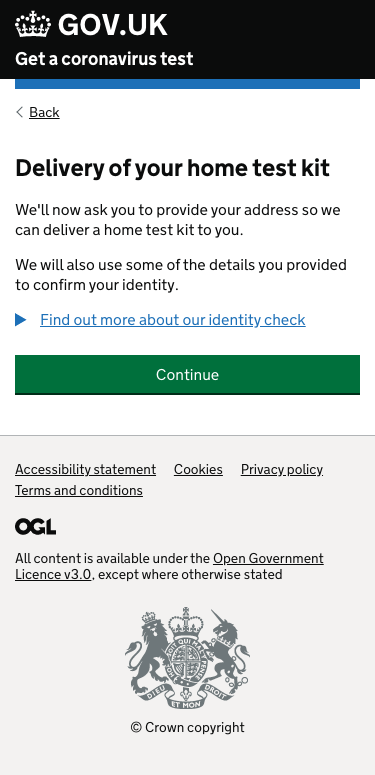 GOV.UK
Get a coronavirus test
Back
Delivery of your home test kit
We'll now ask you to provide your address so we
can deliver a home test kit to you.
We will also use some of the details you provided
to confirm your identity.
Find out more about our identity check
Continue
Accessibility statement Cookies Privacy policy
Terms and conditions
OGL
All content is available under the Open Government
Licence v3.0, except where otherwise stated
DIEU ET MON DROIT
© Crown copyright